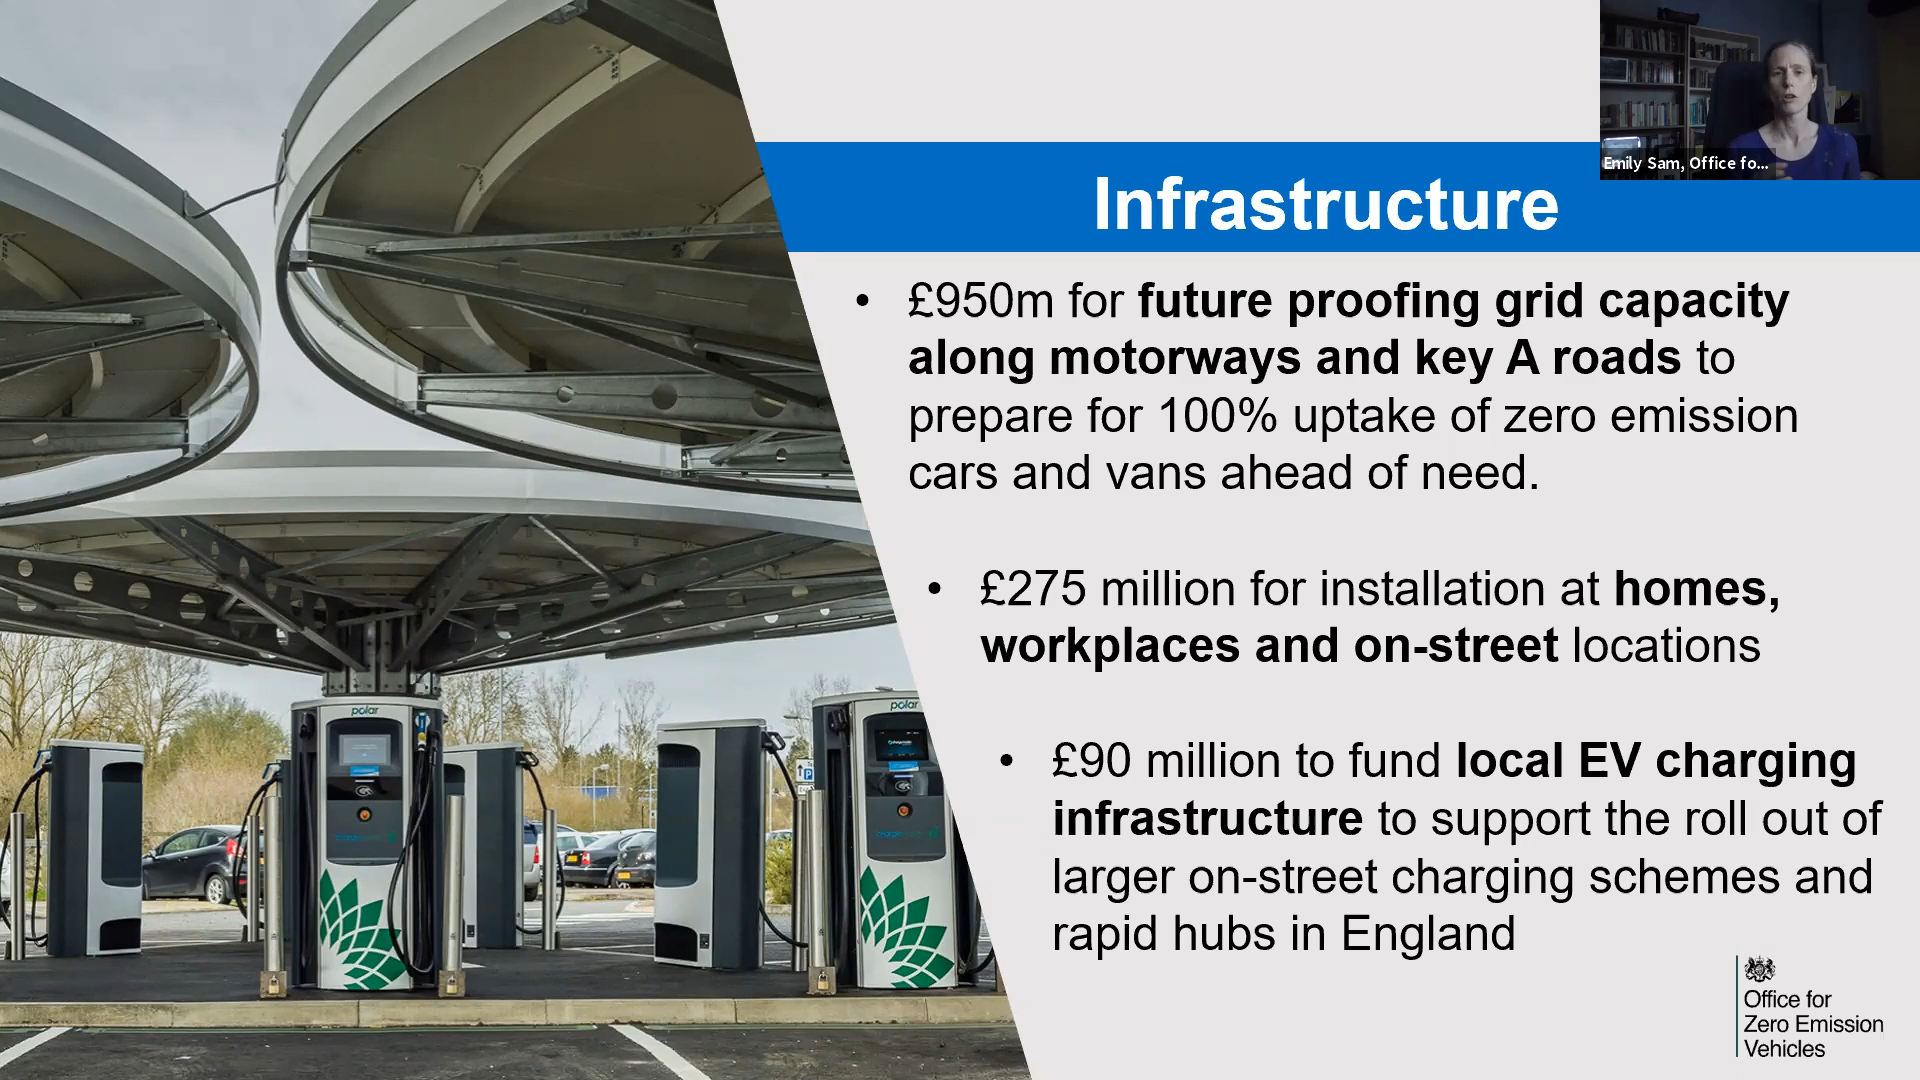 Emily Sam, Office fo...
Infrastructure
• £950m for future proofing grid capacity
along motorways and key A roads to
prepare for 100% uptake of zero emission
cars and vans ahead of need.
• £275 million for installation at homes,
workplaces and on-street locations
• £90 million to fund local EV charging
infrastructure to support the roll out of
larger on-street charging schemes and
rapid hubs in England
polar
polar
P
Office for
Zero Emission
Vehicles